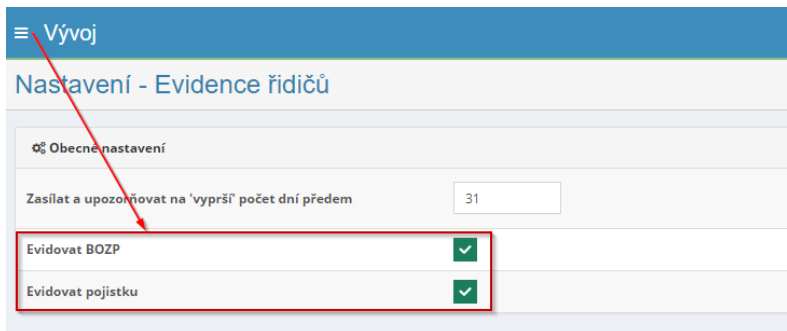 Vývoj
Nastavení - Evidence řidičů
Obecné nastavení
Zasílat a upozorňovat na 'vyprší' počet dní předem 31
Evidovat BOZP
Evidovat pojistku